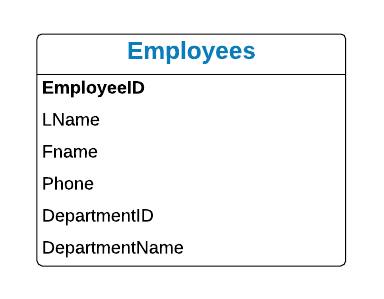 Employees
EmployeeID
LName
Fname
Phone
DepartmentID
DepartmentName